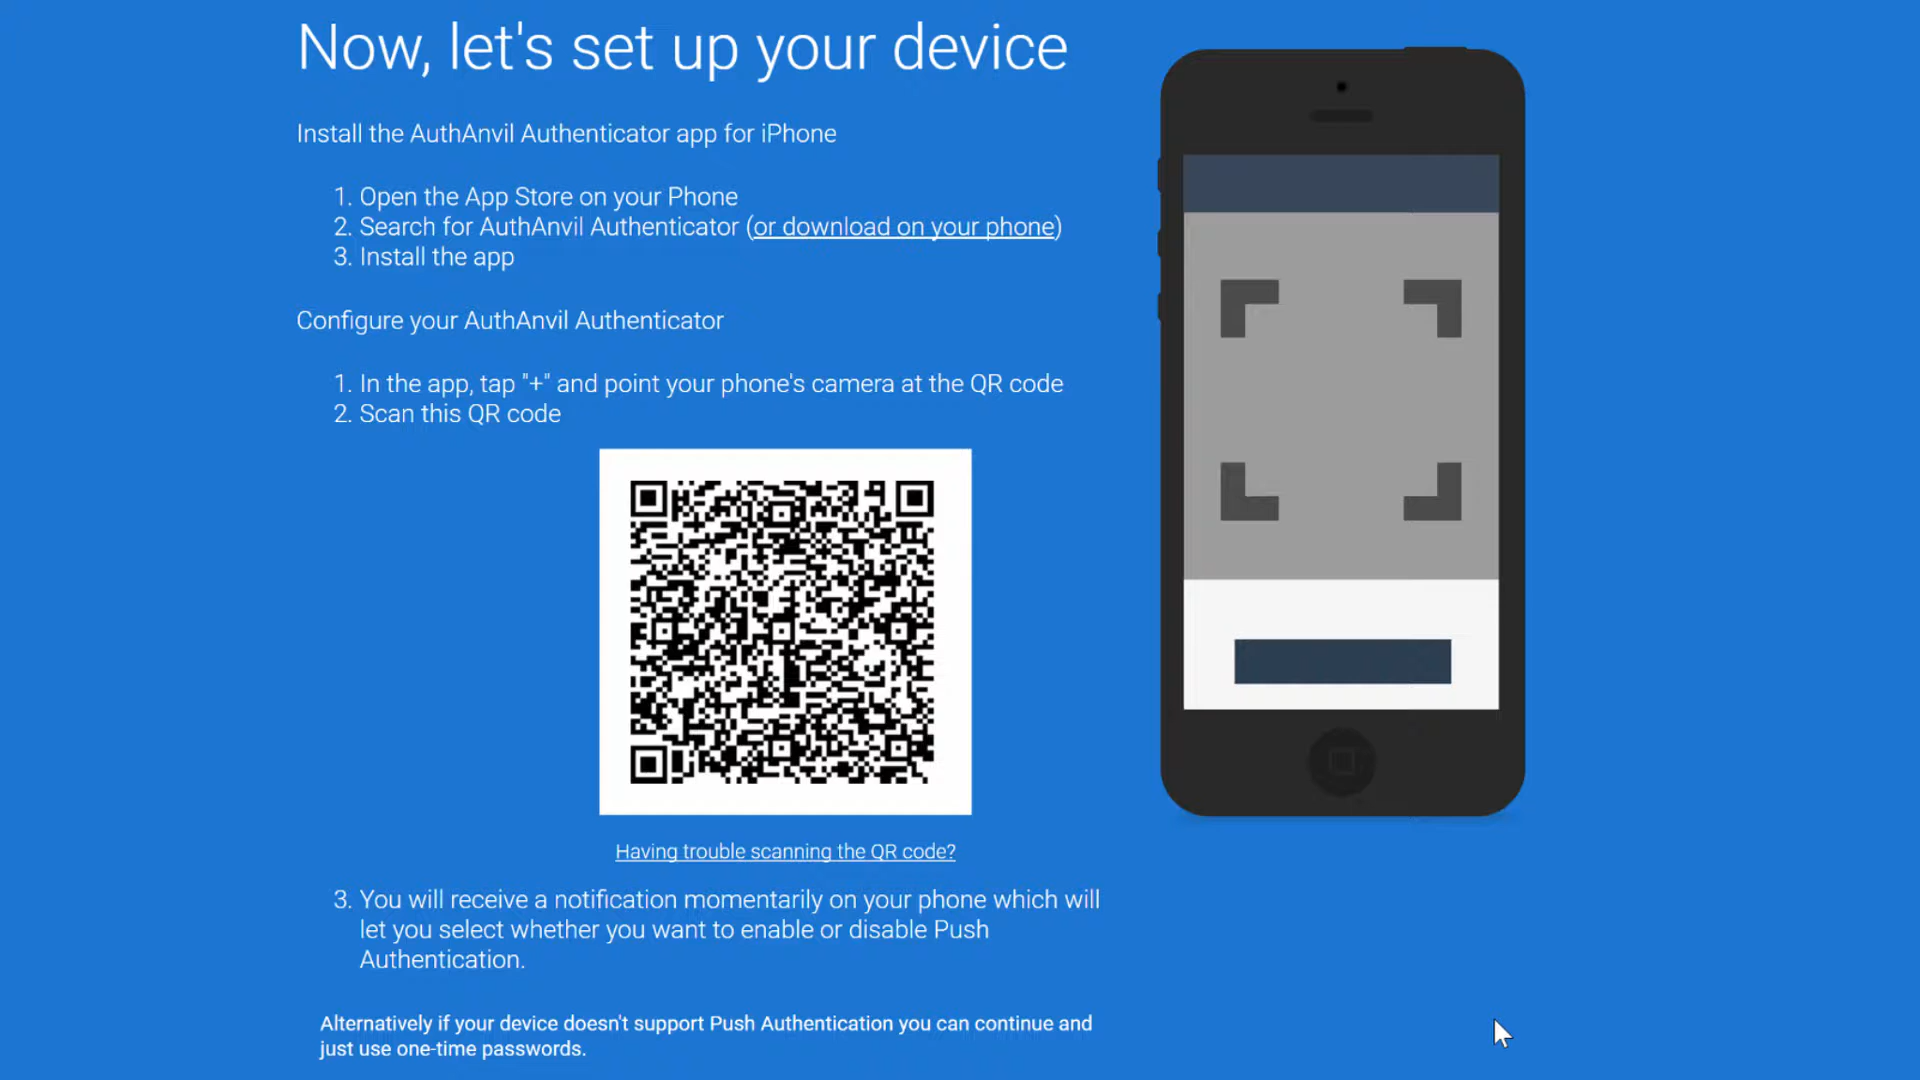 Now, let's set up your device
Install the AuthAnvil Authenticator app for iPhone
1. Open the App Store on your Phone
2. Search for AuthAnvil Authenticator (or download on your phone)
3. Install the app
Configure your AuthAnvil Authenticator
1. In the app, tap "+" and point your phone's camera at the QR code
2. Scan this QR code
Having trouble scanning the QR code?
3. You will receive a notification momentarily on your phone which will
let you select whether you want to enable or disable Push
Authentication.
Alternatively if your device doesn't support Push Authentication you can continue and
just use one-time passwords.